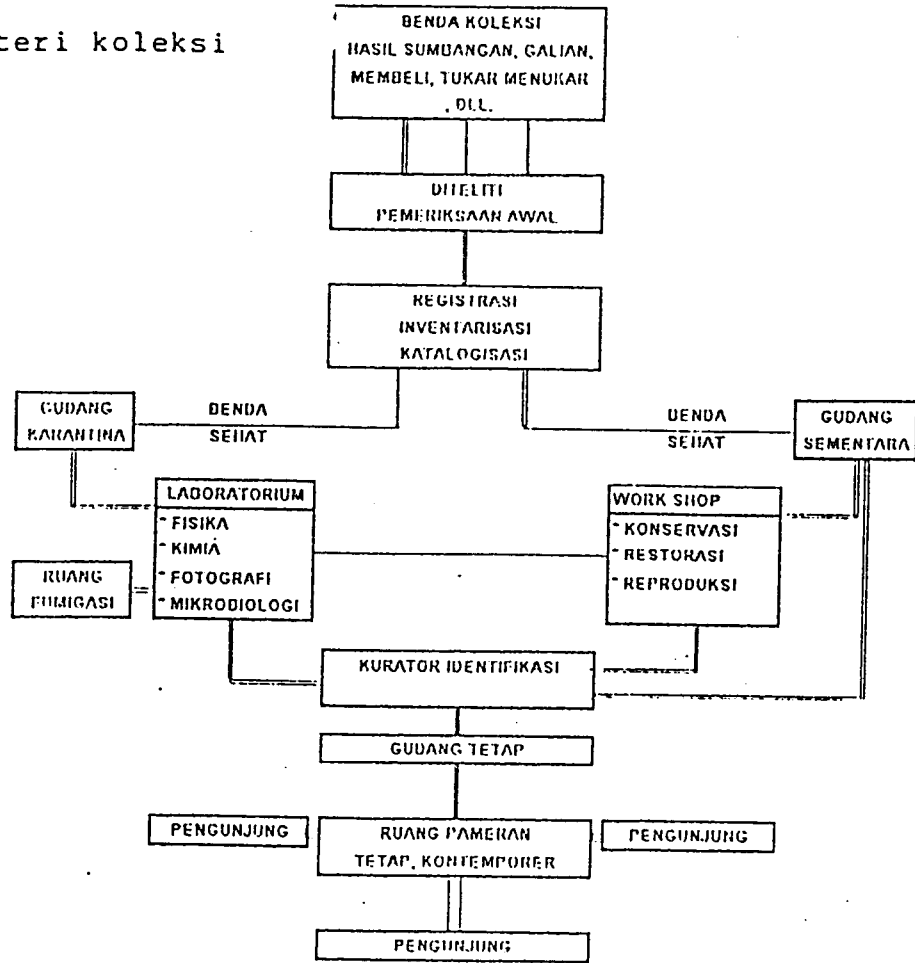 teri koleksi
BENDA KOLEKSI
HASIL SUMBANGAN, GALIAN,
MEMBELI, TUKAR MENUKAR
, DLL.
DITELITI
PEMERIKSAAN AWAL
REGISTRASI
INVENTARISASI
KATALOGISASI
GUDANG
KARANTINA
BENDA
SEHAT
BENDA
SEHAT
GUDANG
SEMENTARA
LABORATORIUM
- FISIKA
- KIMIA
- FOTOGRAFI
- MIKROBIOLOGI
WORK SHOP
- KONSERVASI
- RESTORASI
- REPRODUKSI
RUANG
FUMIGASI
KURATOR IDENTIFIKASI
GUDANG TETAP
PENGUNJUNG
RUANG PAMERAN
TETAP, KONTEMPORER
PENGUNJUNG
PENGUNJUNG